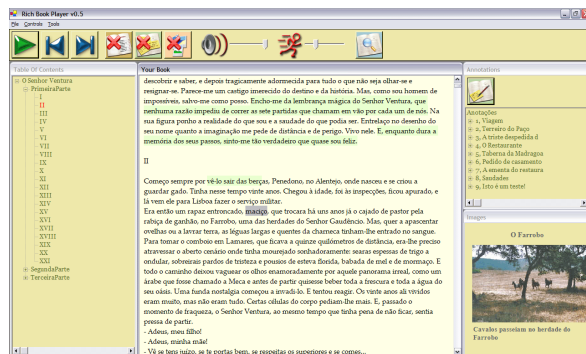 Rich Book Player v0.5
File Controls Tools
Table Of Contents
O Senhor Ventura
PrimeiraParte
I
II
III
IV
V
VI
VII
VIII
IX
X
XI
XII
XIII
XIV
XV
XVI
XVII
XVIII
XIX
XX
XXI
SegundaParte
TerceiraParte
Your Book
descobrir e saber, e depois tragicamente adormecida para tudo o que não seja olhar-se e
resignar-se. Parece-me um castigo imerecido do destino e da história. Mas, como sou homem de
impossíveis, salvo-me como posso. Encho-me da lembrança mágica do Senhor Ventura, que
nenhuma razão impediu de correr as sete partidas que chamam em vão por cada um de nós. Na
sua figura ponho a realidade do que sou e a saudade do que podia ser. Entrelaço no desenho do
seu nome quanto a imaginação me pede de distância e de perigo. Vivo nele. E, enquanto dura a
memória dos seus passos, sinto-me tão verdadeiro que quase sou feliz.
II
Começo sempre por vê-lo sair das berças, Penedono, no Alentejo, onde nasceu e se criou a
guardar gado. Tinha nesse tempo vinte anos. Chegou à idade, foi às inspecções, ficou apurado, e
lá vem ele para Lisboa fazer o serviço militar.
Era então um rapaz entroncado, maciço, que trocara há uns anos já o cajado de pastor pela
rabiça de ganhão, no Farrobo, uma das herdades do Senhor Gaudêncio. Mas, quer a apascentar
ovelhas ou a lavrar terra, as léguas largas e quentes da charneca tinham-lhe entrado no sangue.
Para tomar o comboio em Lamares, que ficava a quinze quilómetros de distância, era-lhe preciso
atravessar o aberto cenário onde tinha mourejado sonhadoramente: searas espessas de trigo a
ondular, sobreirais pardos de tristeza e pousios de esteva florida, babada de mel e de mormaço. E
todo o caminho deixou vaguear os olhos enamoradamente por aquele panorama irreal, como um
árabe que fosse chamado a Meca e antes de partir quisesse beber toda a frescura e toda a água do
seu oásis. Uma funda nostalgia começou a invadi-lo. E tentou reagir. Os vinte anos ali vividos
eram muito, mas não eram tudo. Certas células do corpo pediam-lhe mais. E, passado o
momento de fraqueza, o Senhor Ventura, ao mesmo tempo que tinha pena de não ficar, sentia
pressa de partir.
- Adeus, meu filho!
- Adeus, minha mãe!
- Vê se tens juízo, se te portas bem, se respeitas os superiores e se comes...
Annotations
Anotações
1, Viagem
2, Terreiro do Paço
3, A triste despedida d
4, O Restaurante
5, Taberna da Madragoa
6, Pedido de casamento
7, A ementa do restaura
8, Saudades
9, Isto é um teste!
Images
O Farrobo
Cavalos passeiam no herdade do
Farrobo